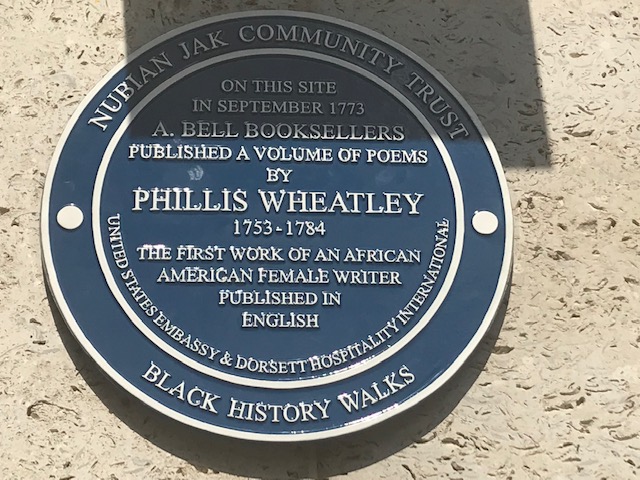 NUBIAN JAK COMMUNITY TRUST
ON THIS SITE
IN SEPTEMBER 1773
A. BELL BOOKSELLERS
PUBLISHED A VOLUME OF POEMS
BY
PHILLIS WHEATLEY
1753 - 1784
THE FIRST WORK OF AN AFRICAN
AMERICAN FEMALE WRITER
PUBLISHED IN
ENGLISH
UNITED STATES EMBASSY & DORSETT HOSPITALITY INTERNATIONAL
BLACK HISTORY WALKS